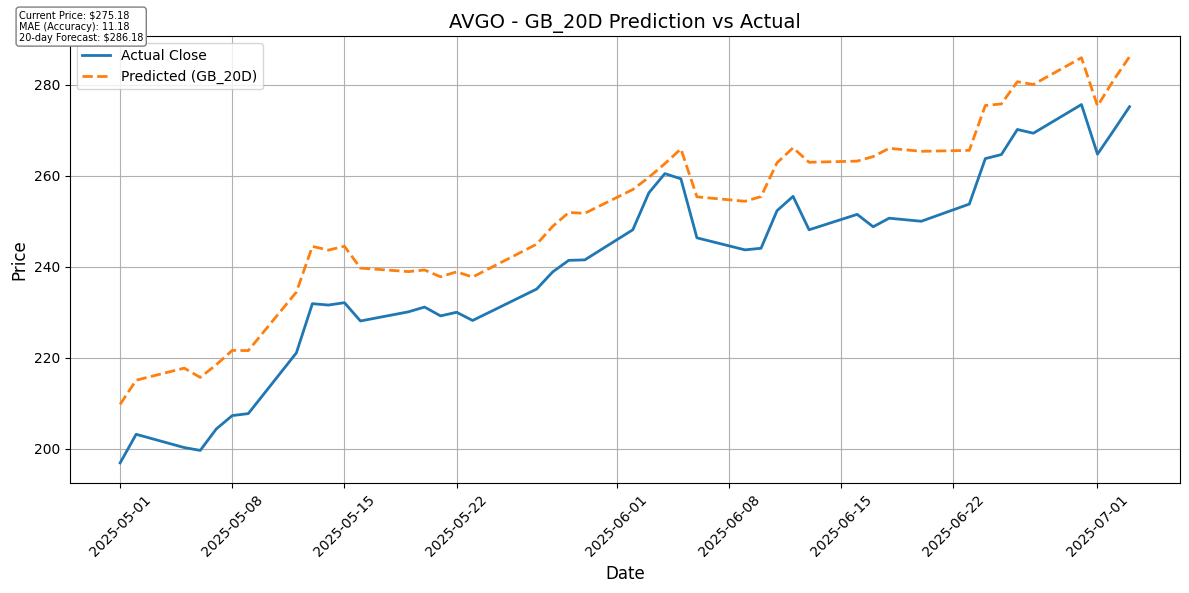 AVGO - GB_20D Prediction vs Actual
Current Price: $275.18
MAE (Accuracy): 11.18
20-day Forecast: $286.18
Actual Close
Predicted (GB_20D)
Price
280
260
240
220
200
2025-05-01
2025-05-08
2025-05-15
2025-05-22
2025-06-01
2025-06-08
2025-06-15
2025-06-22
2025-07-01
Date